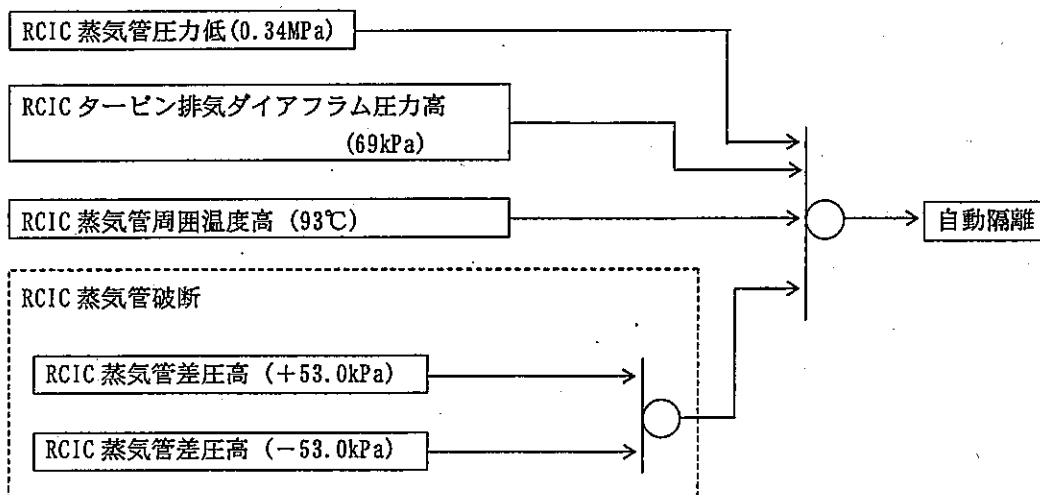 RCIC 蒸気管圧力低(0.34MPa)
RCIC タービン排気ダイアフラム圧力高
(69kPa)
RCIC 蒸気管周囲温度高 (93℃)
自動隔離
RCIC 蒸気管破断
RCIC 蒸気管差圧高 (+53.0kPa)
RCIC 蒸気管差圧高 (-53.0kPa)